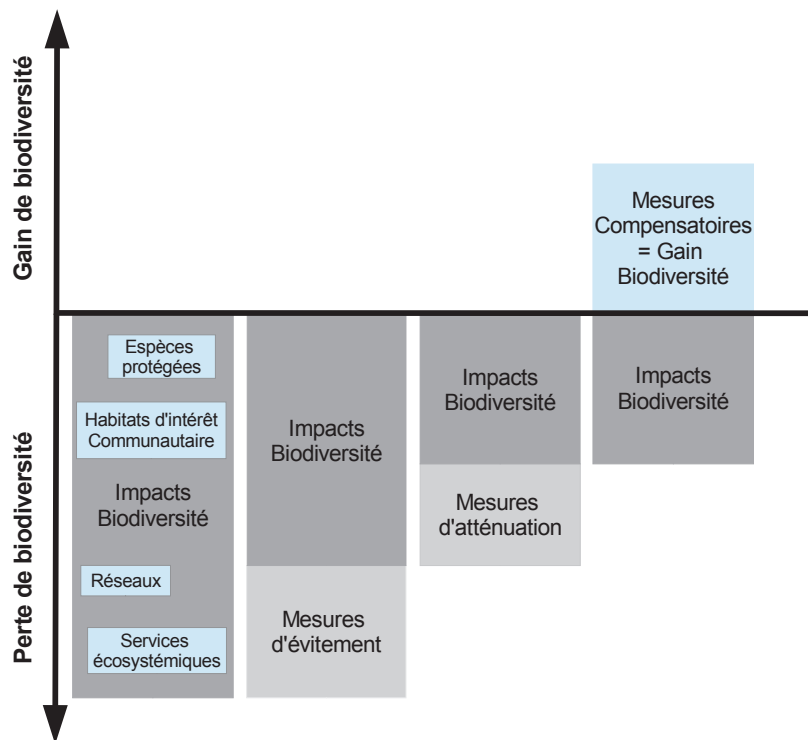 Gain de biodiversité
Perte de biodiversité
Espèces
protégées
Habitats d'intérêt
Communautaire
Impacts
Biodiversité
Réseaux
Services
écosystémiques
Impacts
Biodiversité
Mesures
d'évitement
Impacts
Biodiversité
Mesures
d'atténuation
Mesures
Compensatoires
= Gain
Biodiversité
Impacts
Biodiversité